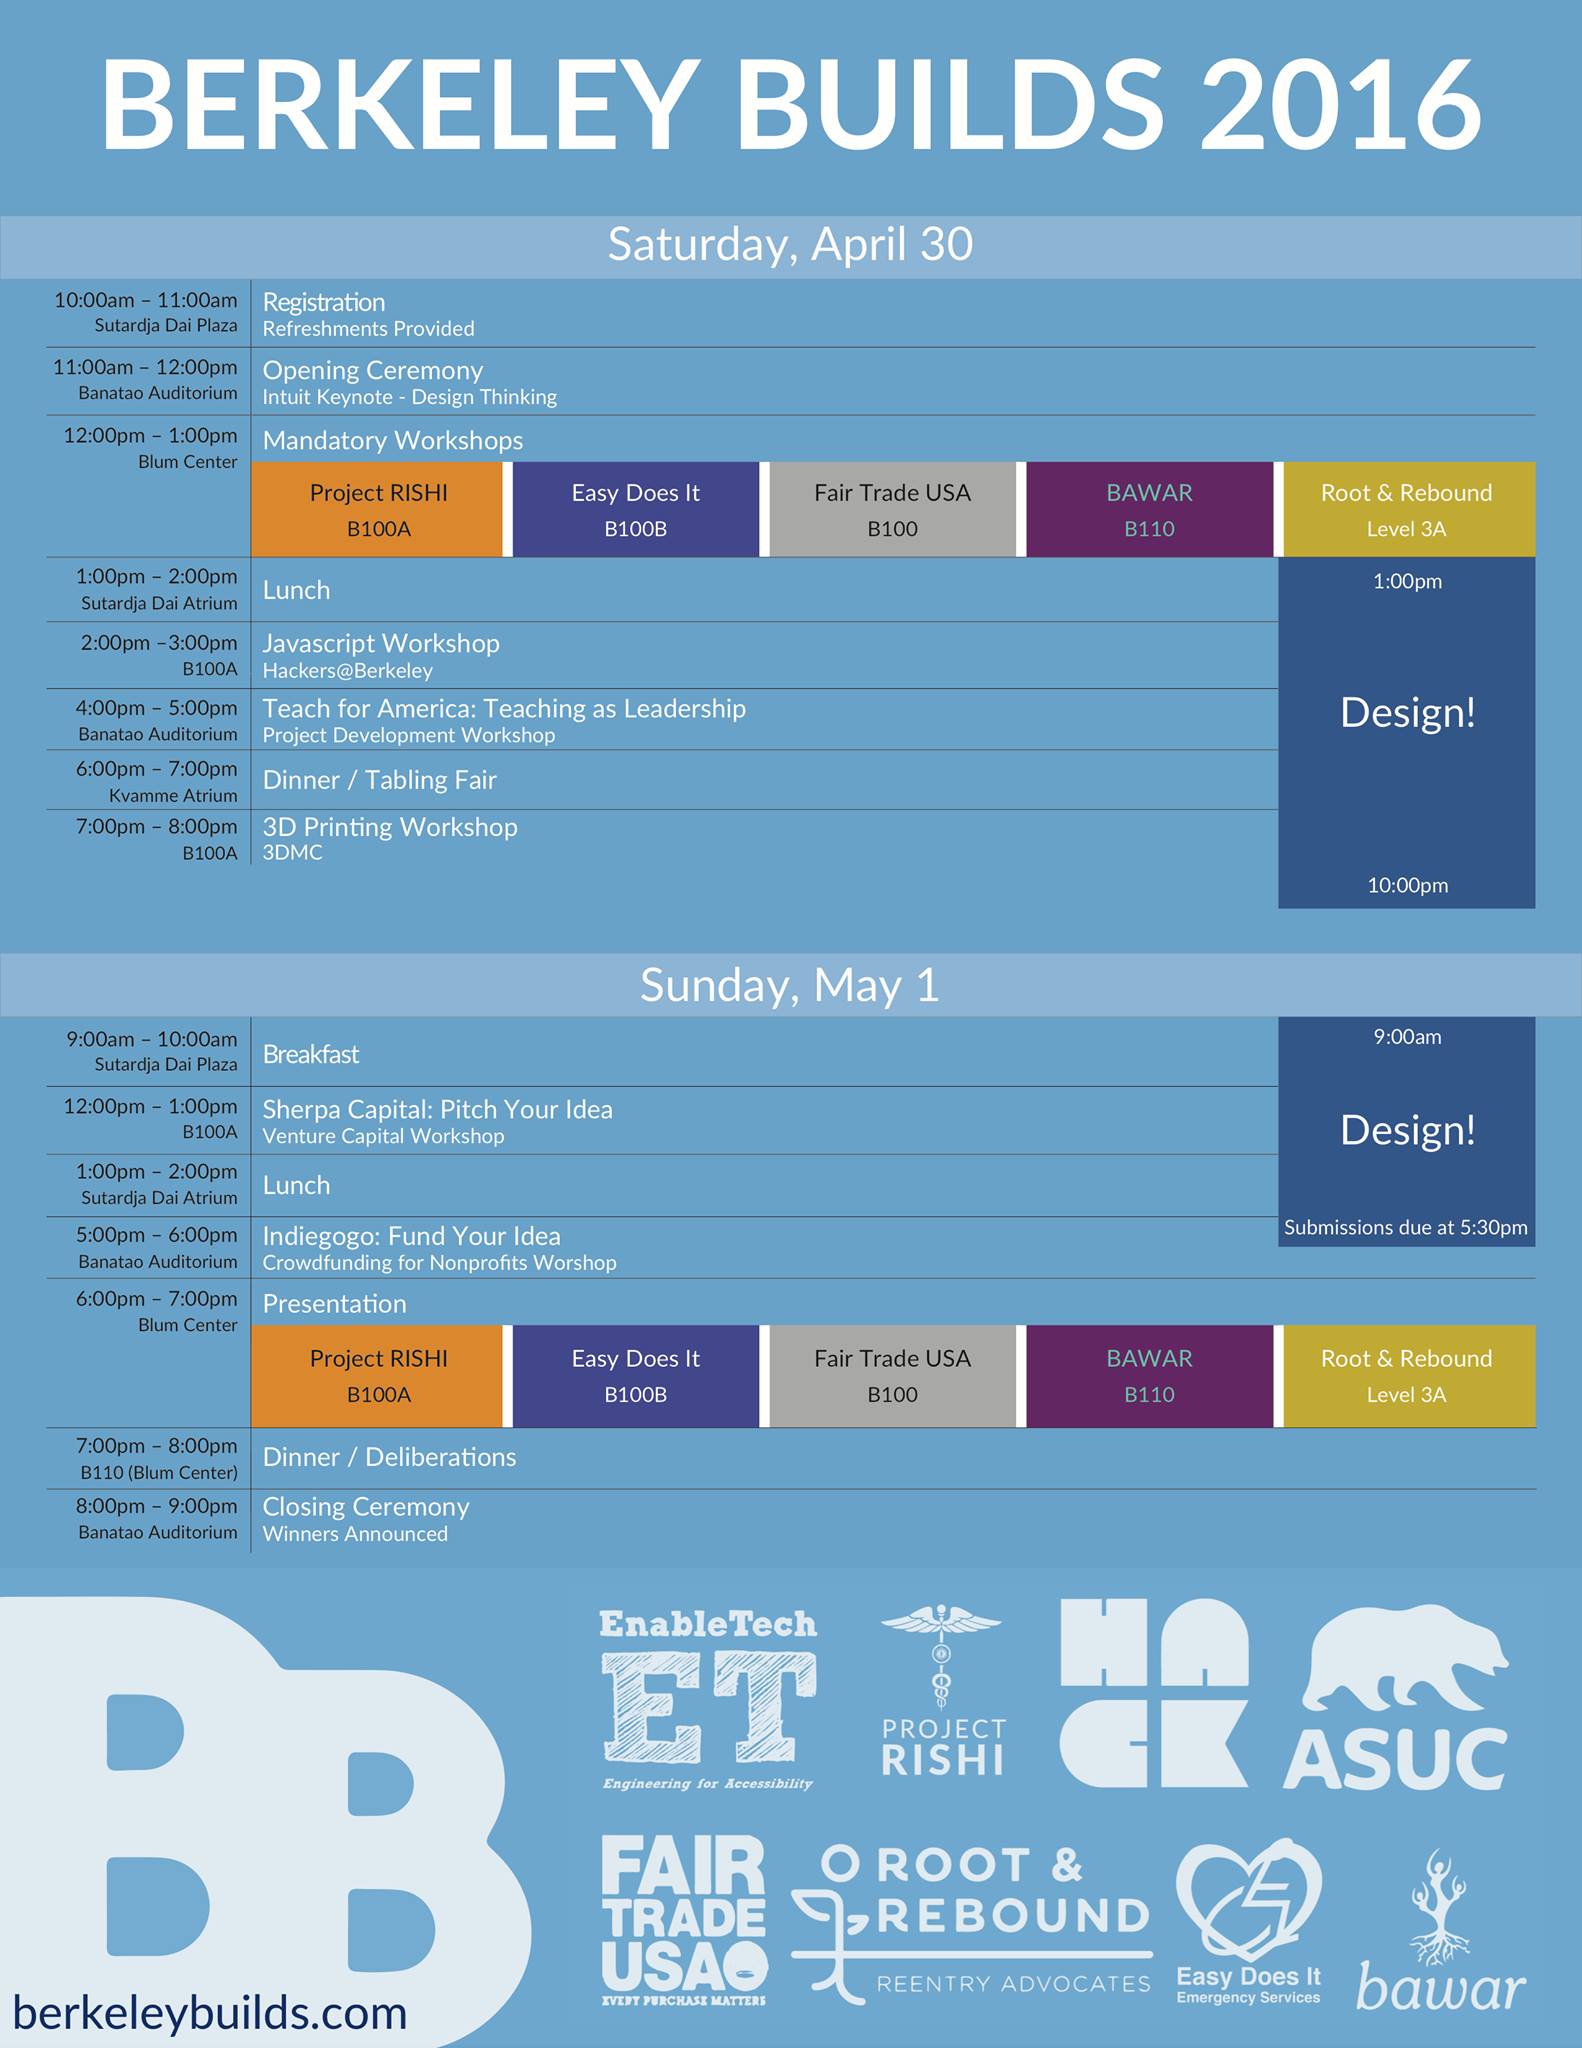 BERKELEY BUILDS 2016
Saturday, April 30
10:00am – 11:00am
Sutardja Dai Plaza
Registration
Refreshments Provided
11:00am – 12:00pm
Banatao Auditorium
Opening Ceremony
Intuit Keynote - Design Thinking
12:00pm – 1:00pm
Blum Center
Mandatory Workshops
Project RISHI
B100A
Easy Does It
B100B
Fair Trade USA
B100
BAWAR
B110
Root & Rebound
Level 3A
1:00pm – 2:00pm
Sutardja Dai Atrium
Lunch
2:00pm –3:00pm
B100A
Javascript Workshop
Hackers@Berkeley
4:00pm – 5:00pm
Banatao Auditorium
Teach for America: Teaching as Leadership
Project Development Workshop
6:00pm – 7:00pm
Kvamme Atrium
Dinner / Tabling Fair
7:00pm – 8:00pm
B100A
3D Printing Workshop
3DMC
1:00pm
Design!
10:00pm
Sunday, May 1
9:00am – 10:00am
Sutardja Dai Plaza
Breakfast
12:00pm – 1:00pm
B100A
Sherpa Capital: Pitch Your Idea
Venture Capital Workshop
1:00pm – 2:00pm
Sutardja Dai Atrium
Lunch
9:00am
Design!
Submissions due at 5:30pm
5:00pm – 6:00pm
Banatao Auditorium
Indiegogo: Fund Your Idea
Crowdfunding for Nonprofits Worshop
6:00pm – 7:00pm
Blum Center
Presentation
Project RISHI
B100A
Easy Does It
B100B
Fair Trade USA
B100
BAWAR
B110
Root & Rebound
Level 3A
7:00pm – 8:00pm
B110 (Blum Center)
Dinner / Deliberations
8:00pm – 9:00pm
Banatao Auditorium
Closing Ceremony
Winners Announced
BB
berkeleybuilds.com
EnableTech
ET
Engineering for Accessibility
PROJECT
RISHI
HA
CK
ASUC
FAIR
TRADE
USA
EVERY PURCHASE MATTERS
ROOT &
REBOUND
REENTRY ADVOCATES
Easy Does It
Emergency Services
bawar